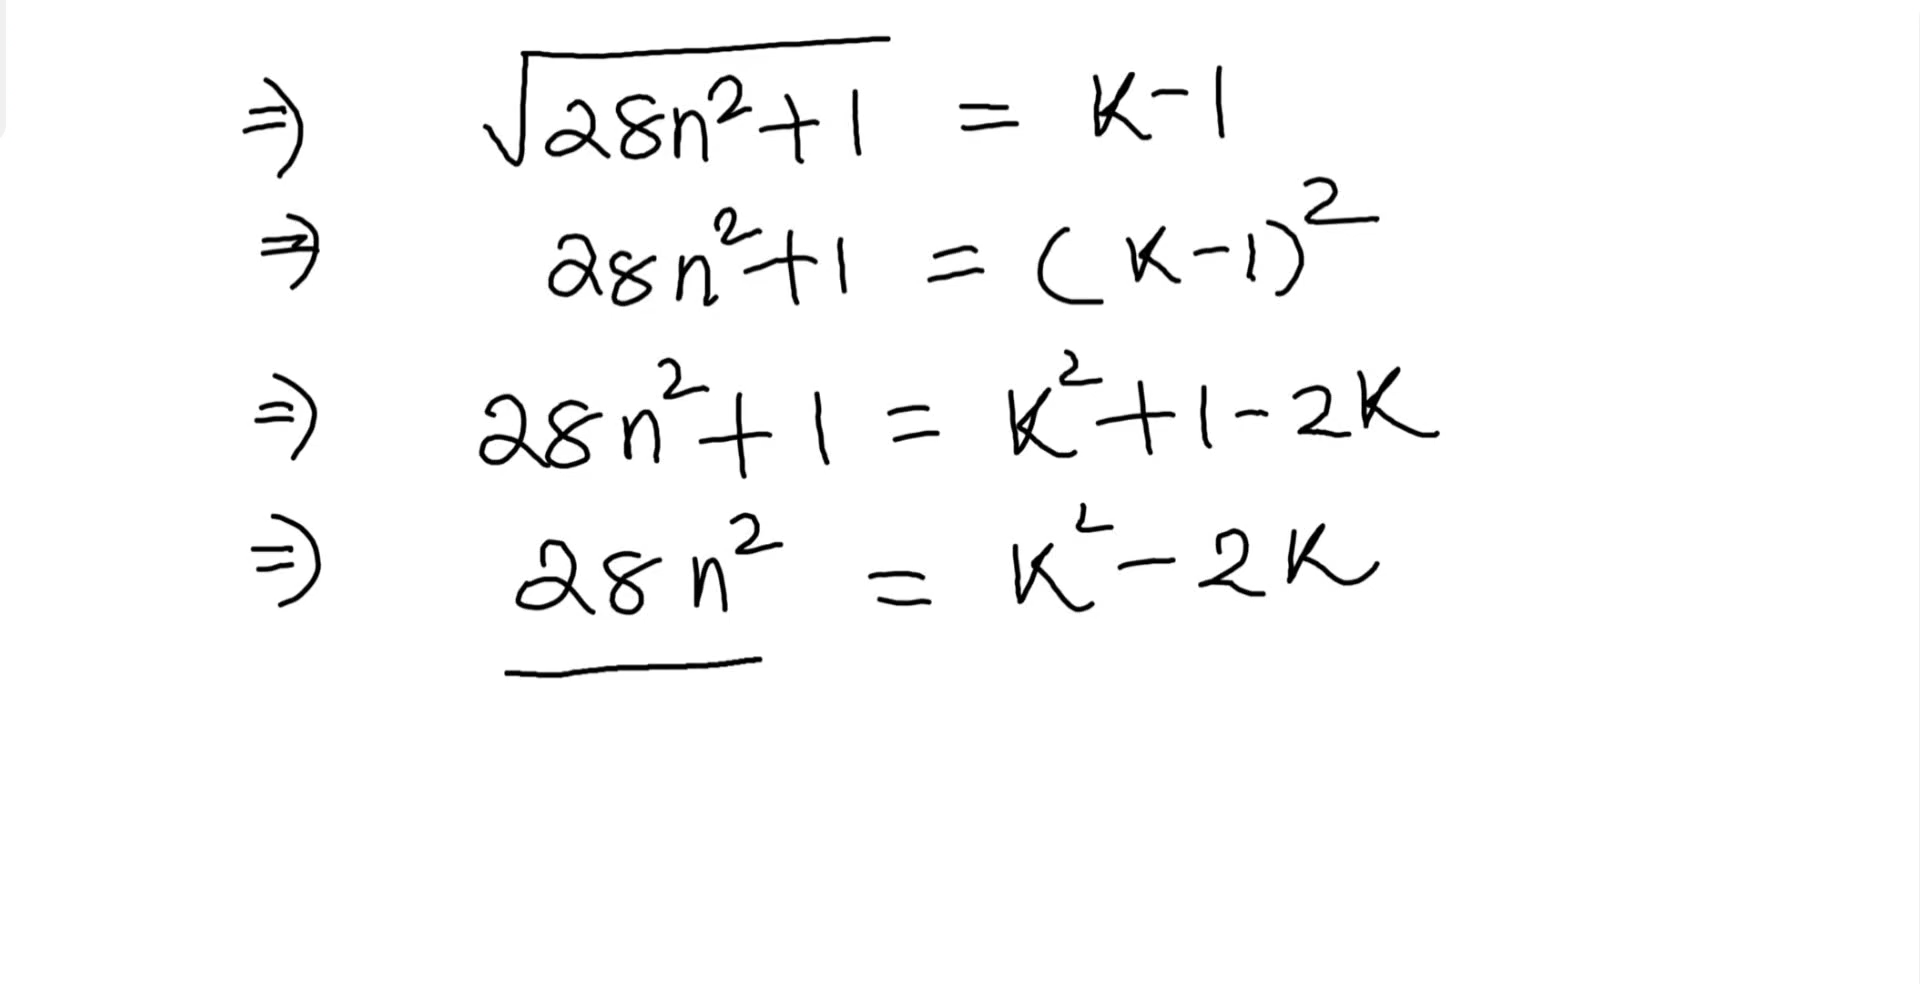 ⇒ √(28n²+1) = K-1
⇒ 28n²+1 = (K-1)²
⇒ 28n²+1 = K²+1-2K
⇒ 28n² = K²-2K